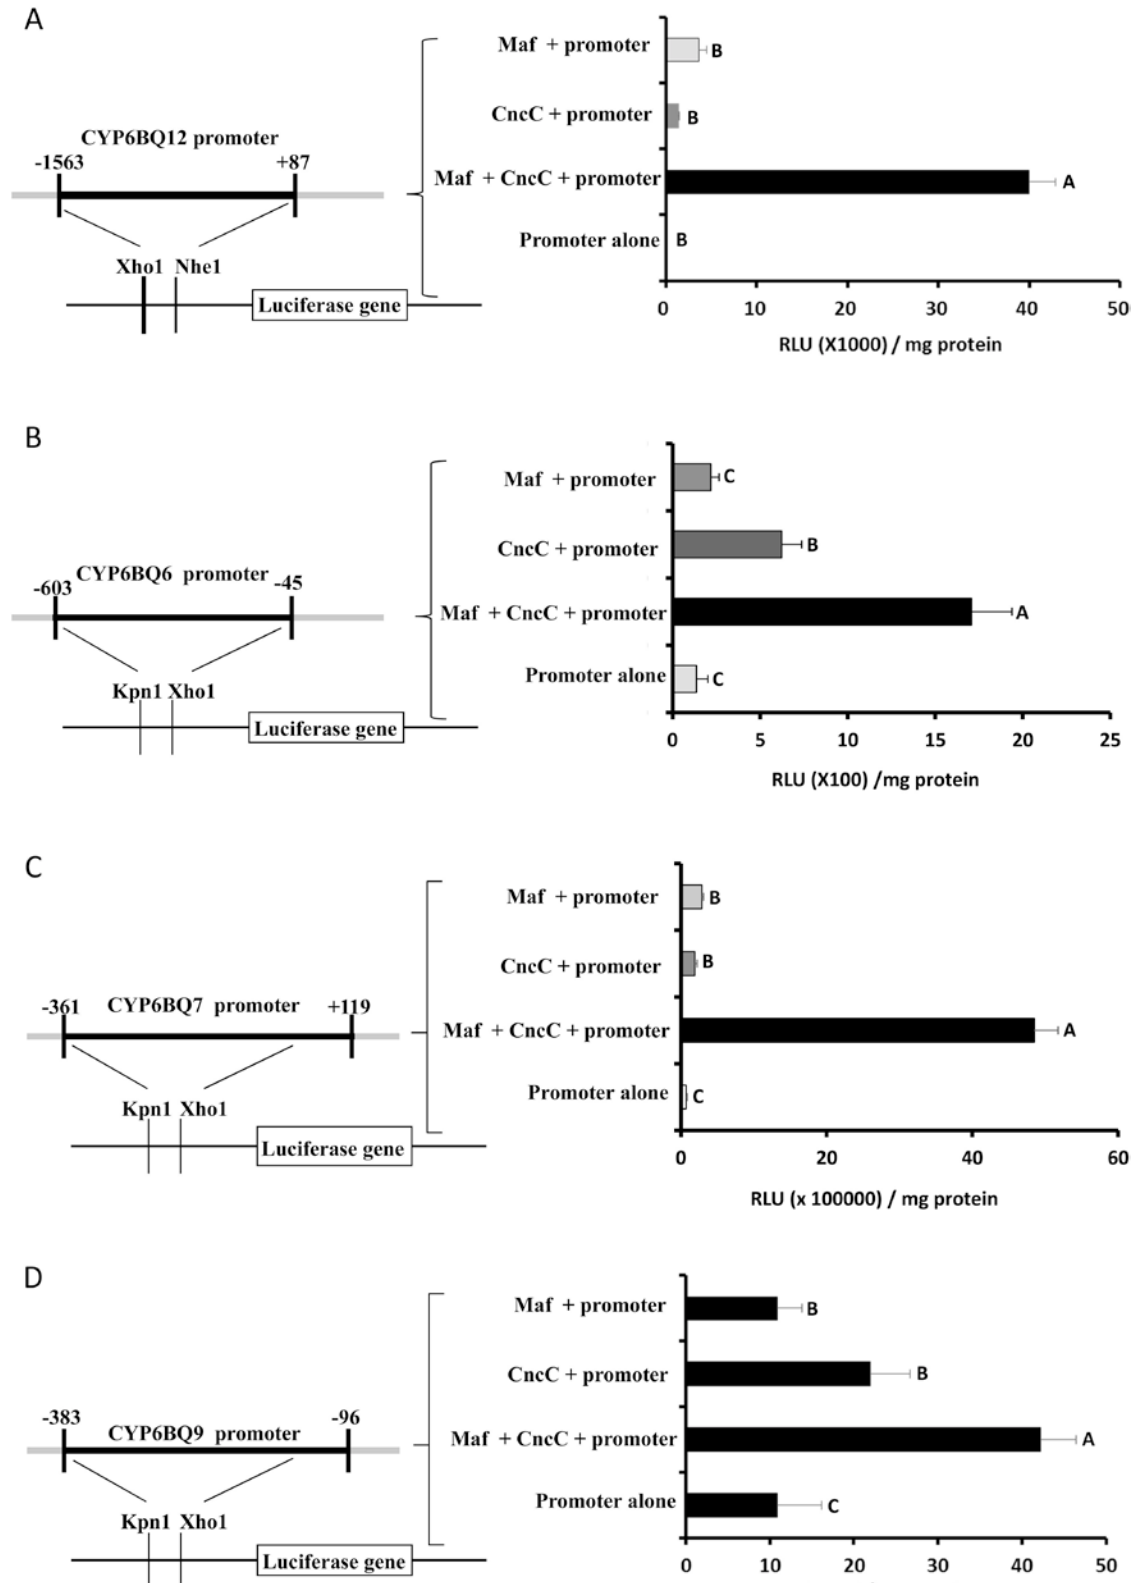 A
CYP6BQ12 promoter
-1563 +87
Xho1 Nhe1
Luciferase gene
Maf + promoter B
CncC + promoter B
Maf + CncC + promoter A
Promoter alone B
0 10 20 30 40 50
RLU (X1000) / mg protein
B
CYP6BQ6 promoter
-603 -45
Kpn1 Xho1
Luciferase gene
Maf + promoter C
CncC + promoter B
Maf + CncC + promoter A
Promoter alone C
0 5 10 15 20 25
RLU (X100) /mg protein
C
-361 CYP6BQ7 promoter +119
Kpn1 Xho1
Luciferase gene
Maf + promoter B
CncC + promoter B
Maf + CncC + promoter A
Promoter alone C
0 20 40 60
RLU (x 100000) / mg protein
D
-383 -96
CYP6BQ9 promoter
Kpn1 Xho1
Luciferase gene
Maf + promoter B
CncC + promoter B
Maf + CncC + promoter A
Promoter alone C
0 10 20 30 40 50